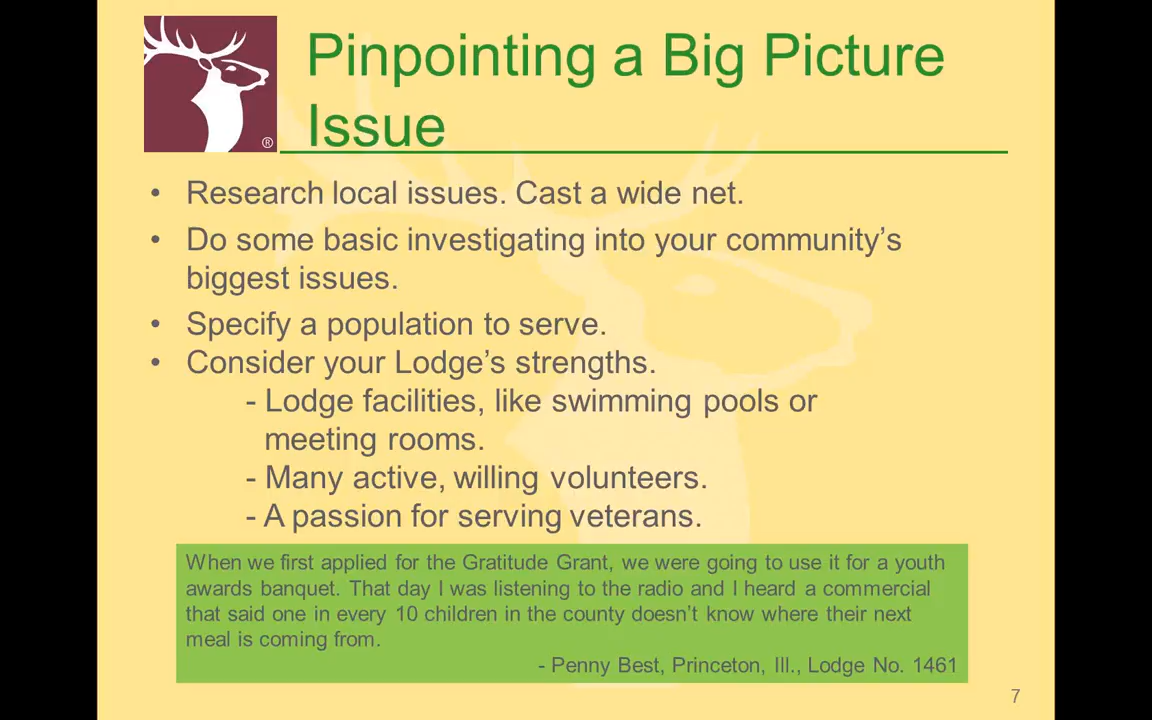 Pinpointing a Big Picture
Issue
®
• Research local issues. Cast a wide net.
• Do some basic investigating into your community’s
biggest issues.
• Specify a population to serve.
• Consider your Lodge’s strengths.
- Lodge facilities, like swimming pools or
meeting rooms.
- Many active, willing volunteers.
- A passion for serving veterans.
When we first applied for the Gratitude Grant, we were going to use it for a youth
awards banquet. That day I was listening to the radio and I heard a commercial
that said one in every 10 children in the county doesn’t know where their next
meal is coming from.
- Penny Best, Princeton, Ill., Lodge No. 1461
7